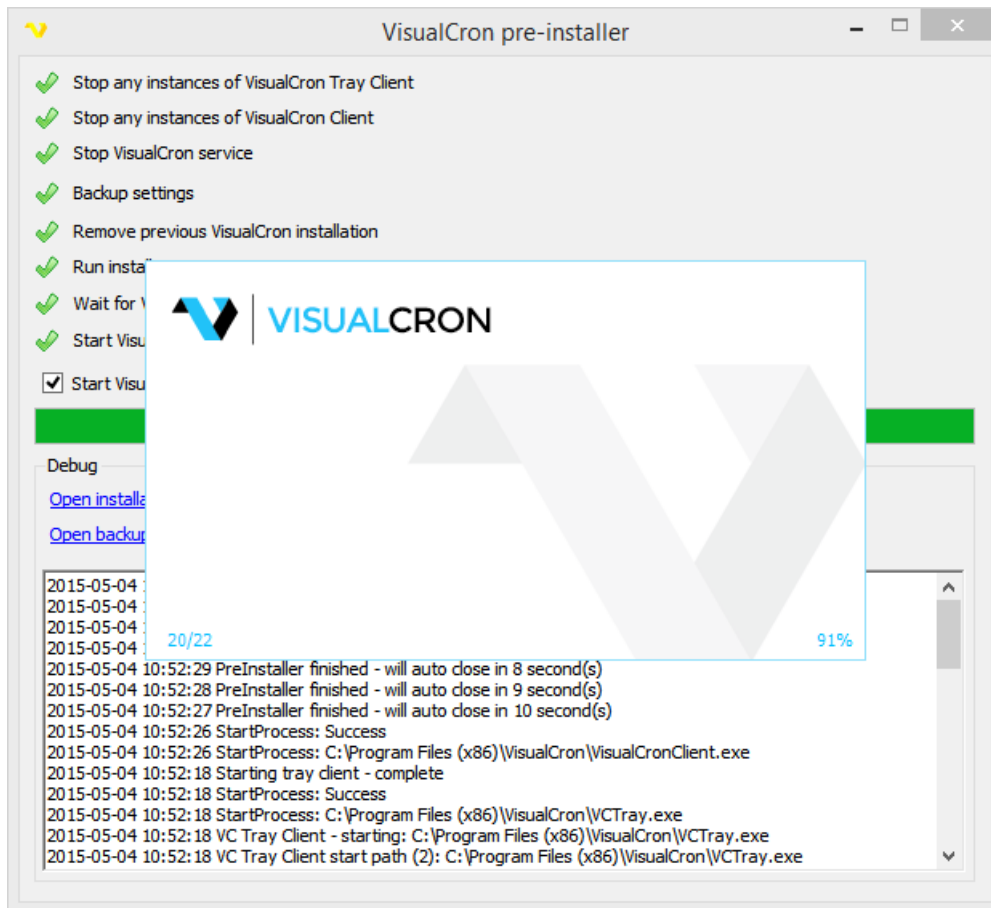 VisualCron pre-installer
Stop any instances of VisualCron Tray Client
Stop any instances of VisualCron Client
Stop VisualCron service
Backup settings
Remove previous VisualCron installation
Run insta
Wait for
Start Visu
Start Visu
VISUALCRON
20/22
91%
Debug
Open installa
Open backup
2015-05-04
2015-05-04
2015-05-04
2015-05-04
2015-05-04 10:52:29 PreInstaller finished - will auto close in 8 second(s)
2015-05-04 10:52:28 PreInstaller finished - will auto close in 9 second(s)
2015-05-04 10:52:27 PreInstaller finished - will auto close in 10 second(s)
2015-05-04 10:52:26 StartProcess: Success
2015-05-04 10:52:26 StartProcess: C:\Program Files (x86)\VisualCron\VisualCronClient.exe
2015-05-04 10:52:18 Starting tray client - complete
2015-05-04 10:52:18 StartProcess: Success
2015-05-04 10:52:18 StartProcess: C:\Program Files (x86)\VisualCron\VCTray.exe
2015-05-04 10:52:18 VC Tray Client - starting: C:\Program Files (x86)\VisualCron\VCTray.exe
2015-05-04 10:52:18 VC Tray Client start path (2): C:\Program Files (x86)\VisualCron\VCTray.exe